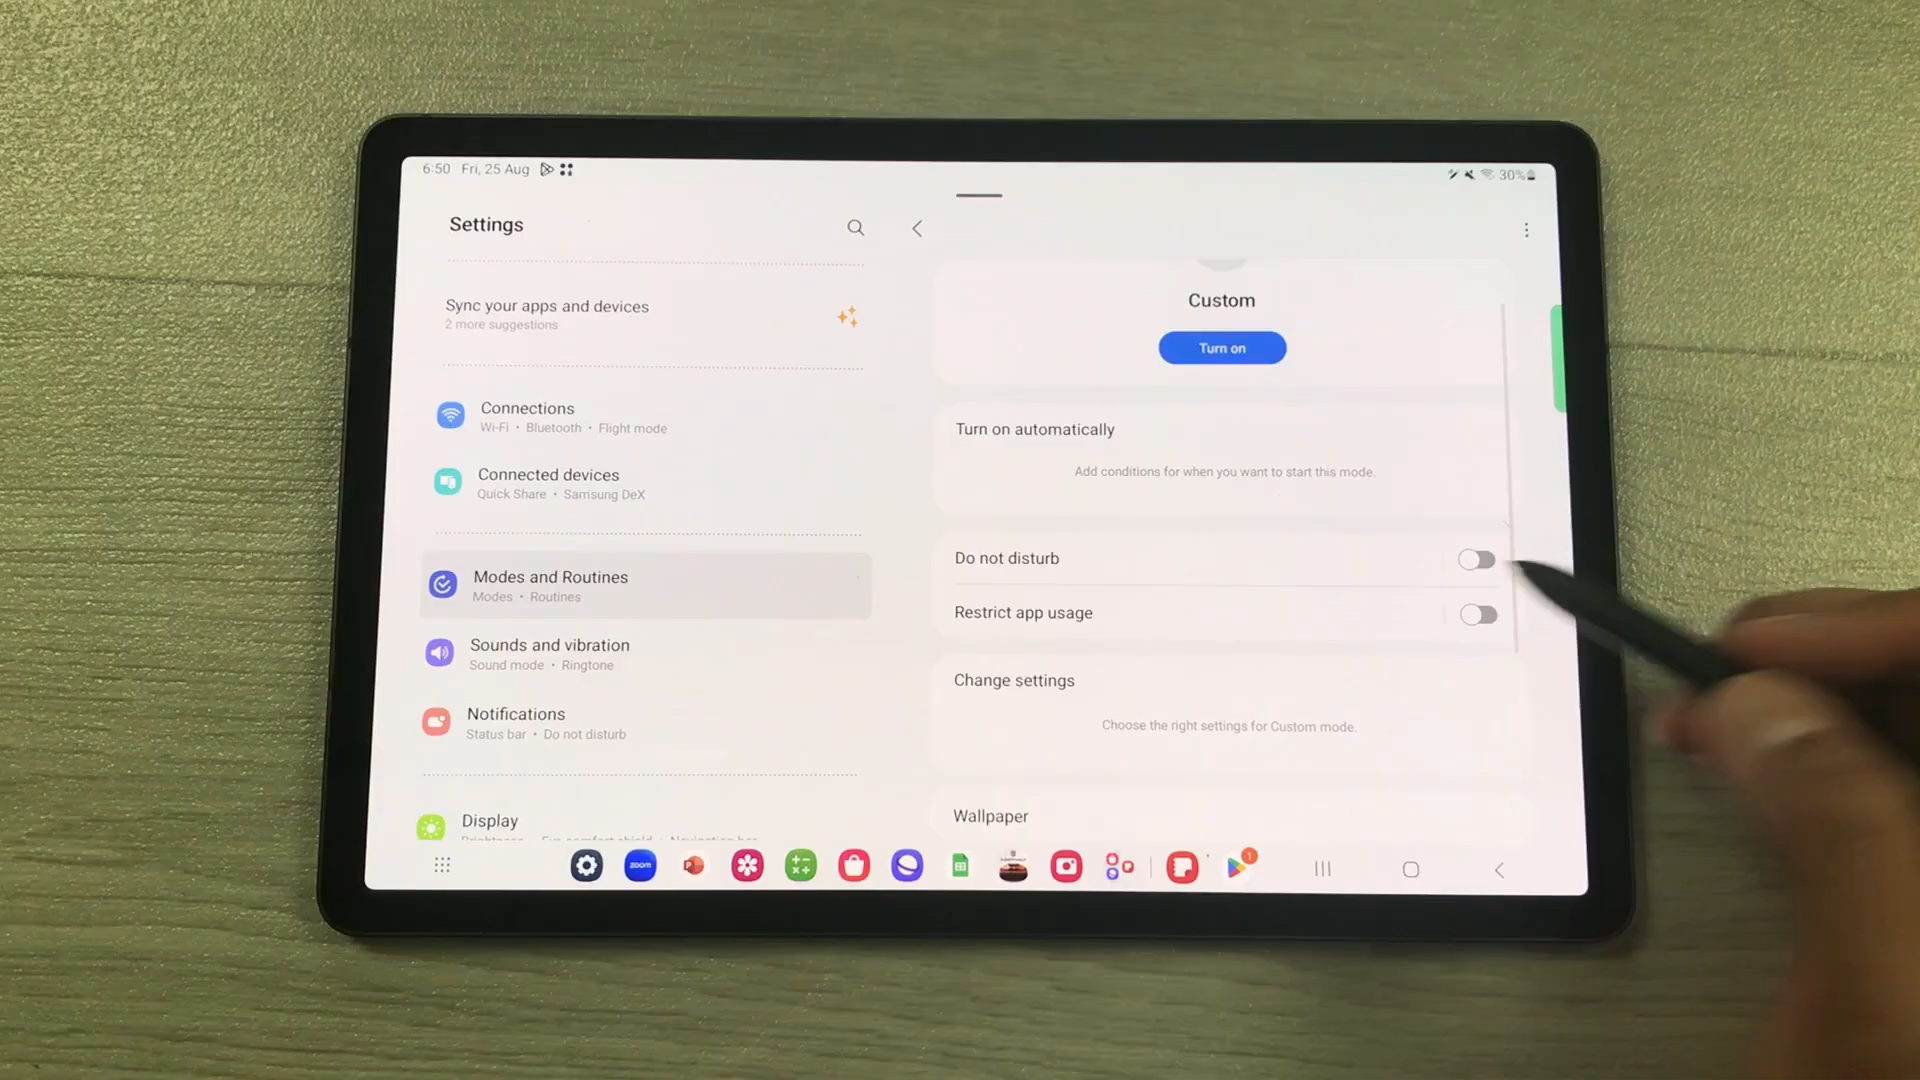 6:50 Fri, 25 Aug
30%
Settings
Sync your apps and devices
2 more suggestions
Connections
Wi-Fi • Bluetooth • Flight mode
Connected devices
Quick Share • Samsung DeX
Modes and Routines
Modes • Routines
Sounds and vibration
Sound mode • Ringtone
Notifications
Status bar • Do not disturb
Display
Custom
Turn on
Turn on automatically
Add conditions for when you want to start this mode.
Do not disturb
Restrict app usage
Change settings
Choose the right settings for Custom mode.
Wallpaper
zoom
1